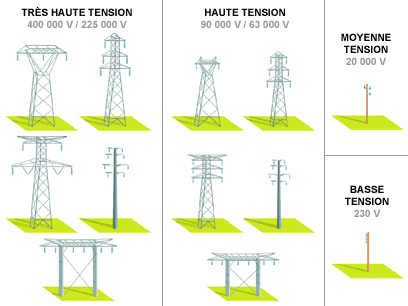 TRÈS HAUTE TENSION
400 000 V / 225 000 V
HAUTE TENSION
90 000 V / 63 000 V
MOYENNE
TENSION
20 000 V
BASSE
TENSION
230 V